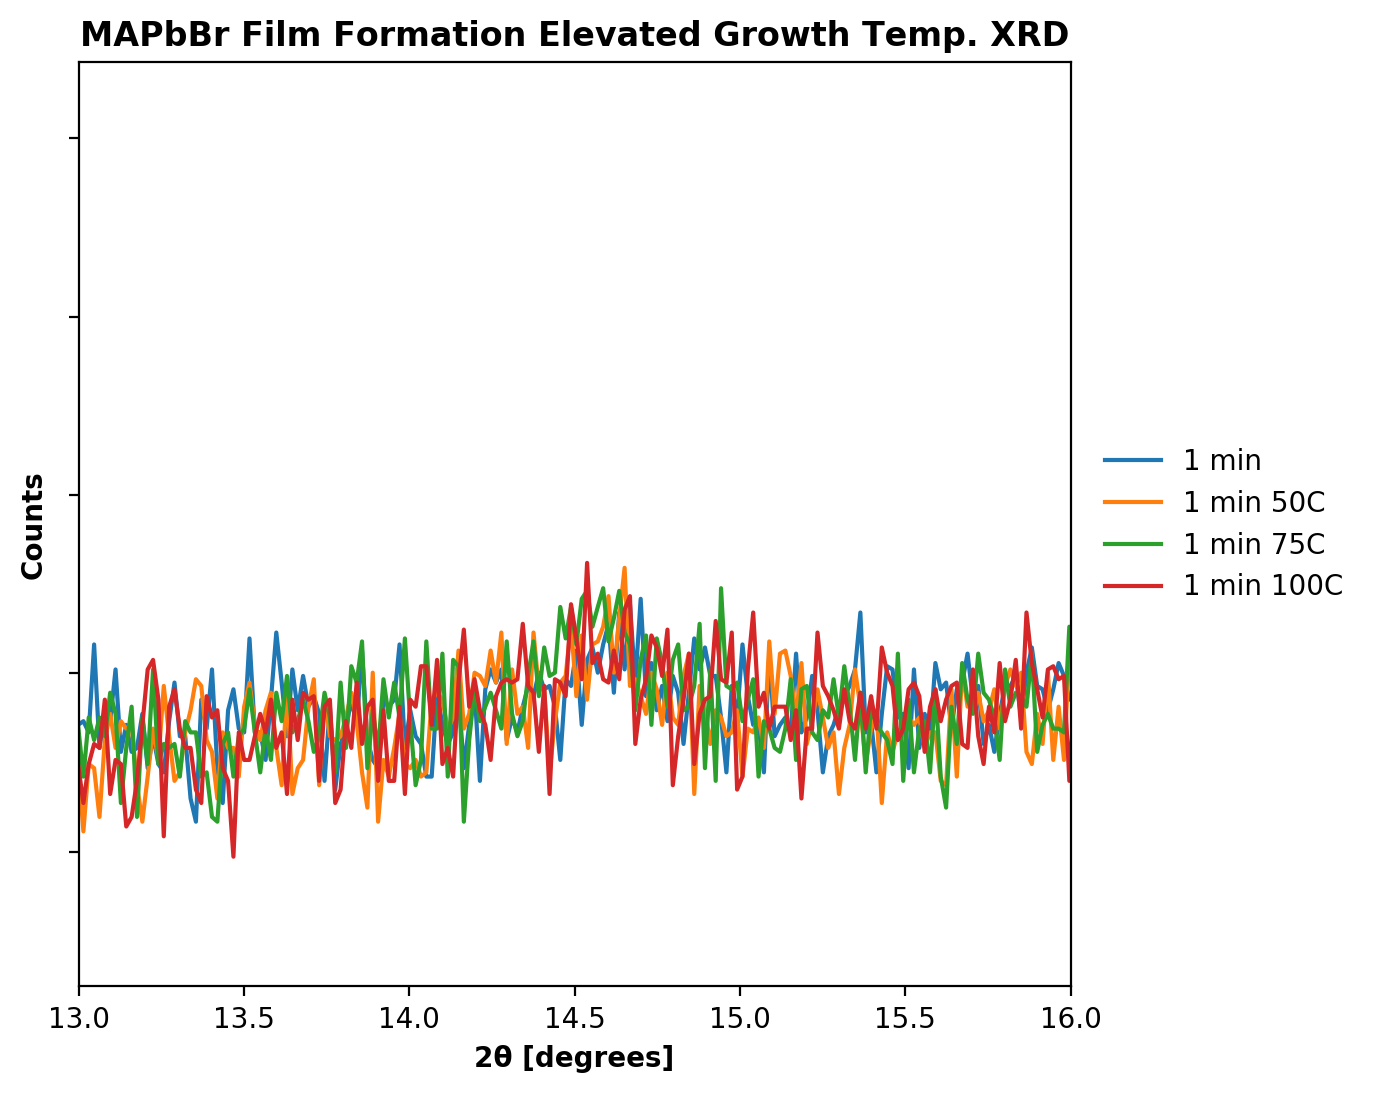 MAPbBr Film Formation Elevated Growth Temp. XRD
Counts
1 min
1 min 50C
1 min 75C
1 min 100C
13.0 13.5 14.0 14.5 15.0 15.5 16.0
2θ [degrees]